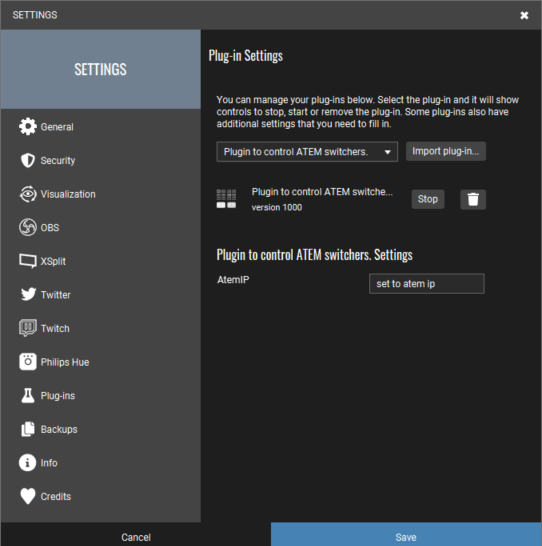 SETTINGS
SETTINGS
General
Security
Visualization
OBS
XSplit
Twitter
Twitch
Philips Hue
Plug-ins
Backups
Info
Credits
Plug-in Settings
You can manage your plug-ins below. Select the plug-in and it will show
controls to stop, start or remove the plug-in. Some plug-ins also have
additional settings that you need to fill in.
Plugin to control ATEM switchers.
Import plug-in...
Plugin to control ATEM switche...
version 1000
Stop
Plugin to control ATEM switchers. Settings
AtemIP
set to atem ip
Cancel
Save